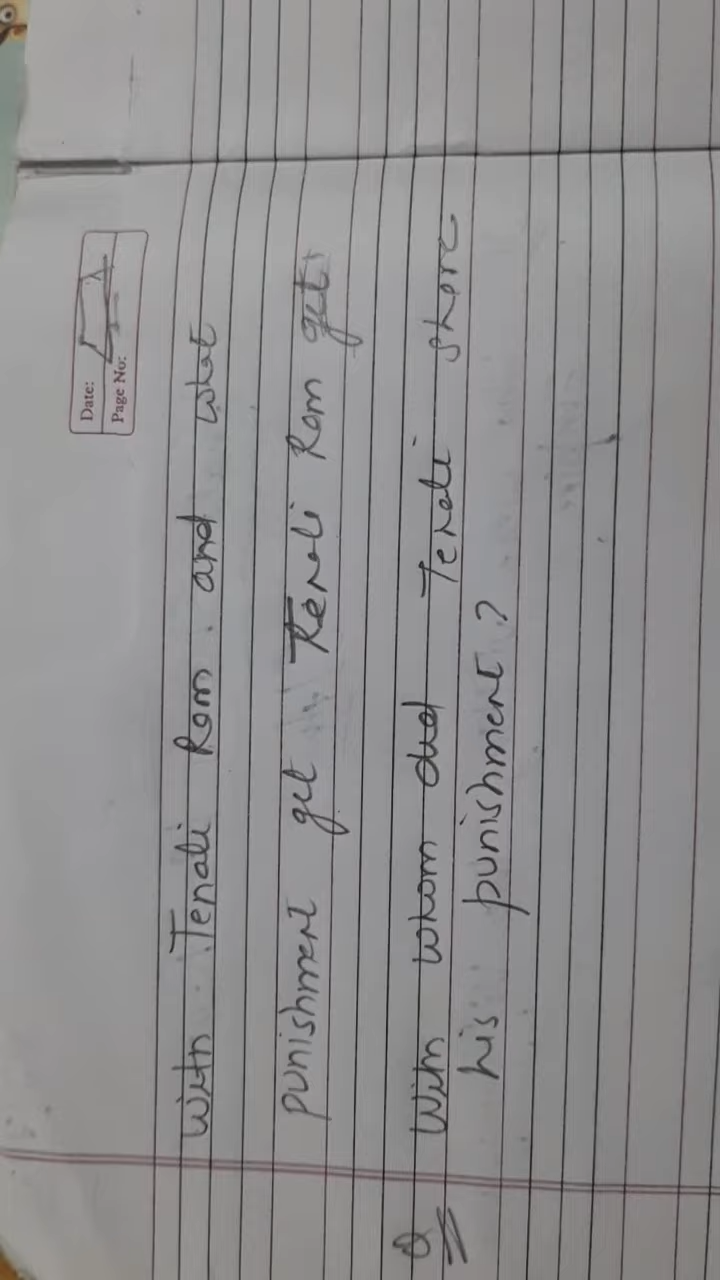 Date:
Page No:
with Tenali Ram. and what
punishment get Tenali Ram get
Q With whom did Tenali share
his punishment?